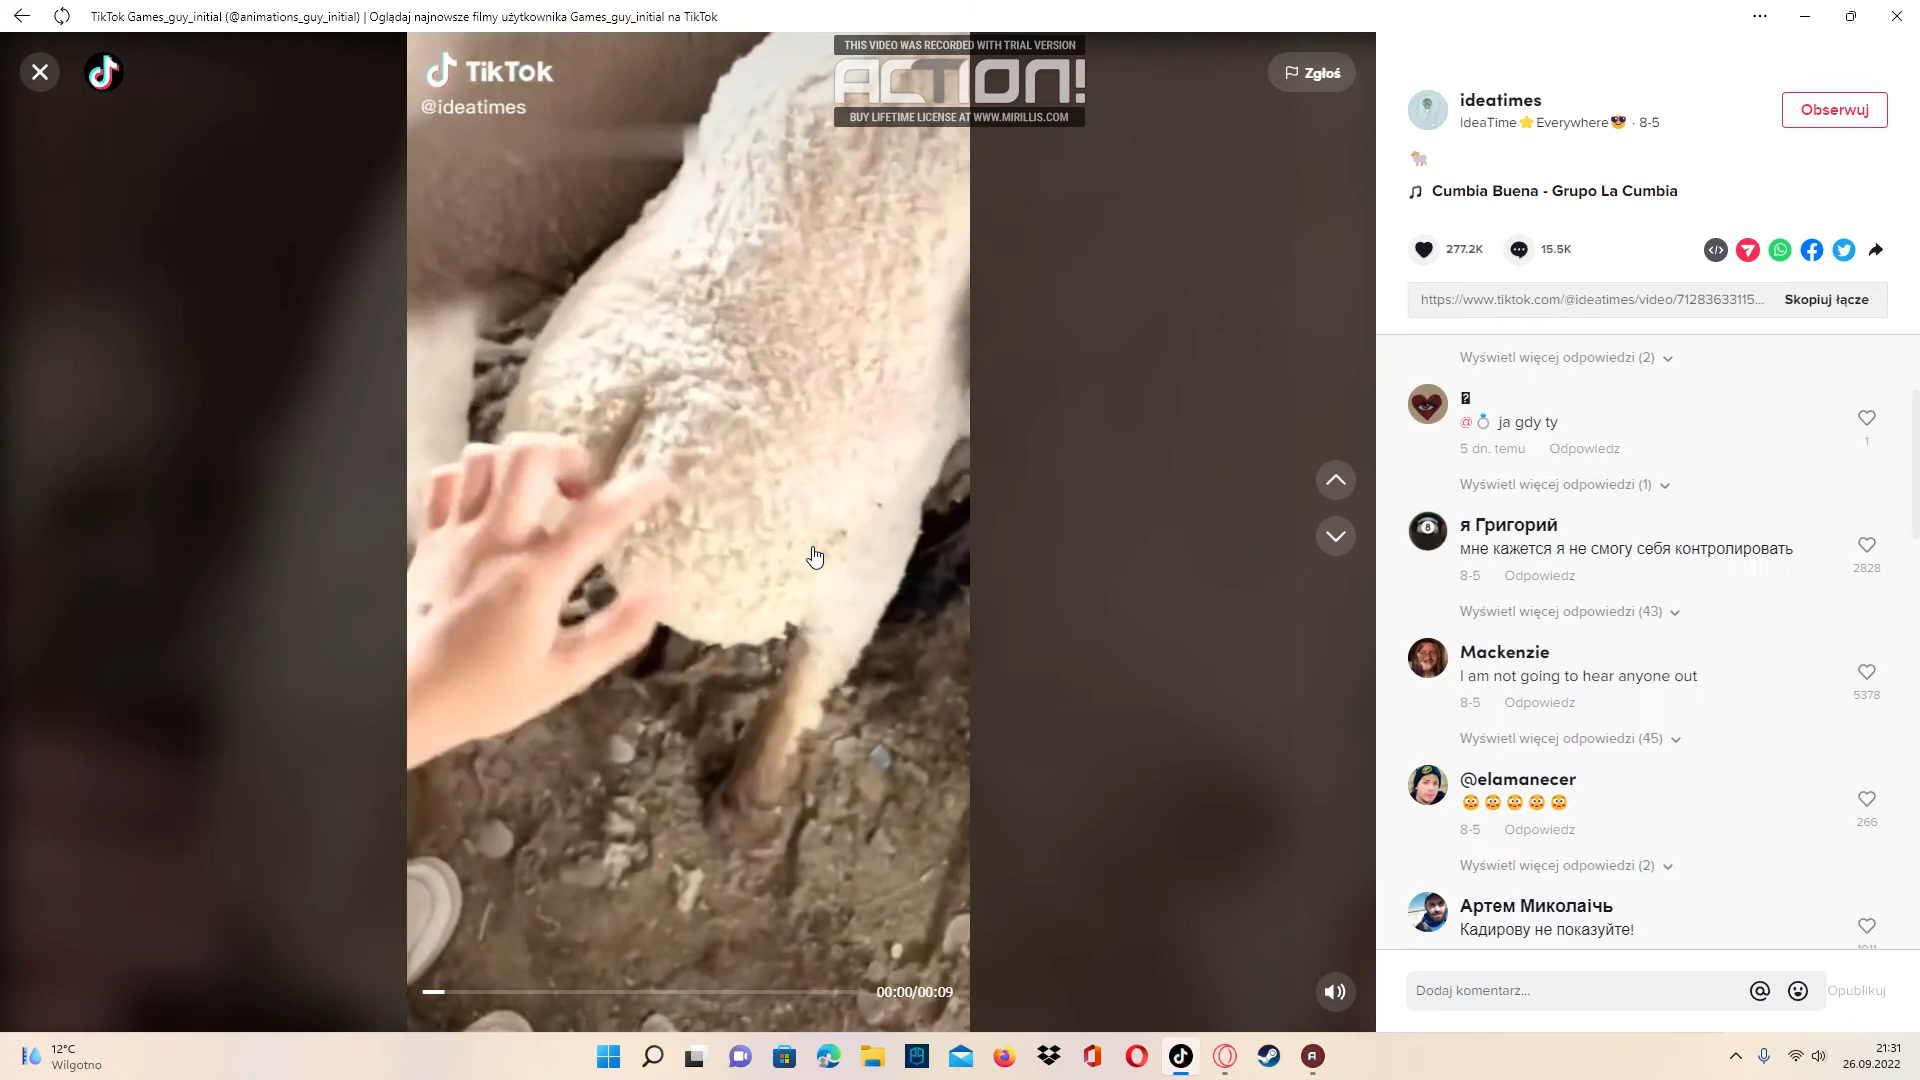 TikTok Games_guy_initial (@animations_guy_initial) | Oglądaj najnowsze filmy użytkownika Games_guy_initial na TikTok
TikTok
@ideatimes
THIS VIDEO WAS RECORDED WITH TRIAL VERSION
ACTION!
BUY LIFETIME LICENSE AT WWW.MIRILLIS.COM
Zgłoś
ideatimes
IdeaTime⭐Everywhere😎 · 8-5
Obserwuj
🐏
Cumbia Buena - Grupo La Cumbia
277.2K
15.5K
https://www.tiktok.com/@ideatimes/video/71283633115...
Skopiuj łącze
Wyświetl więcej odpowiedzi (2)
@💍 ja gdy ty
1
5 dn. temu Odpowiedz
Wyświetl więcej odpowiedzi (1)
я Григорий
мне кажется я не смогу себя контролировать
2828
8-5 Odpowiedz
Wyświetl więcej odpowiedzi (43)
Mackenzie
I am not going to hear anyone out
5378
8-5 Odpowiedz
Wyświetl więcej odpowiedzi (45)
@elamanecer
😳😳😳😳😳
266
8-5 Odpowiedz
Wyświetl więcej odpowiedzi (2)
Артем Миколаічь
Кадирову не показуйте!
00:00/00:09
Dodaj komentarz...
Opublikuj
12°C
Wilgotno
21:31
26.09.2022